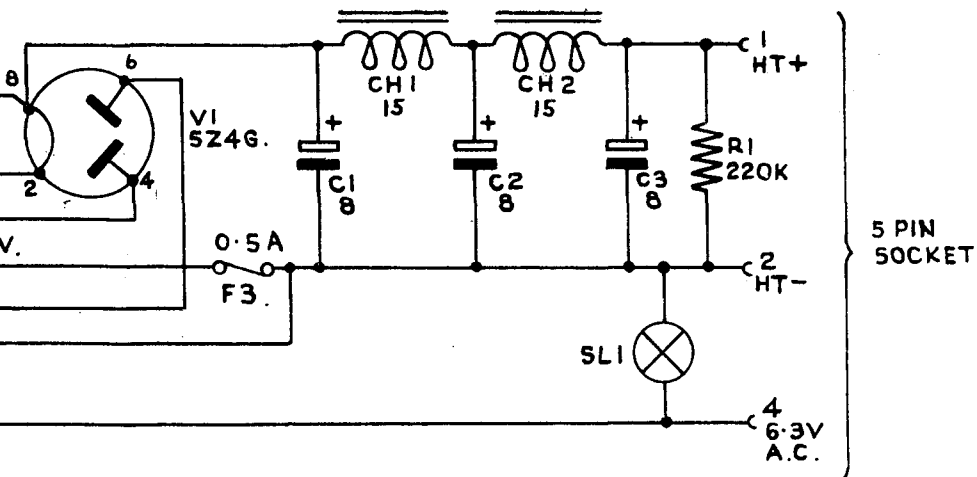 8
6
V1
5Z4G.
2
4
V.
CH1
15
CH2
15
+
C1
8
+
C2
8
+
C3
8
R1
220K
1
HT+
0·5A
F3.
2
HT-
SL1
4
6·3V
A.C.
5 PIN
SOCKET